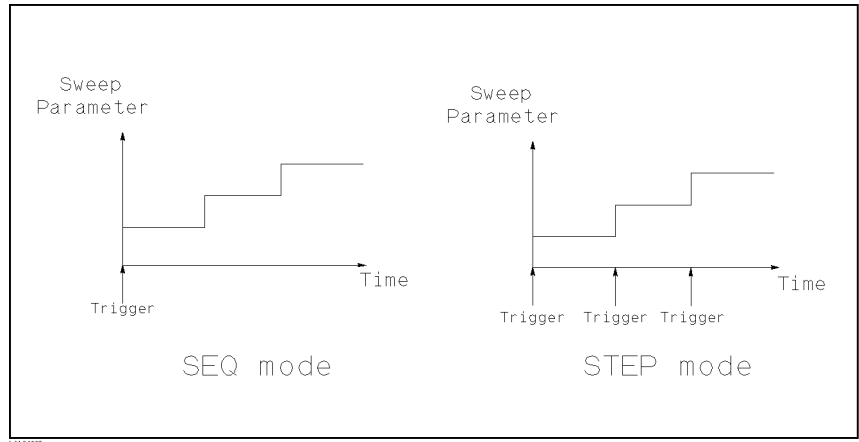 Sweep
Parameter
Time
Trigger
SEQ mode
Sweep
Parameter
Time
Trigger Trigger Trigger
STEP mode